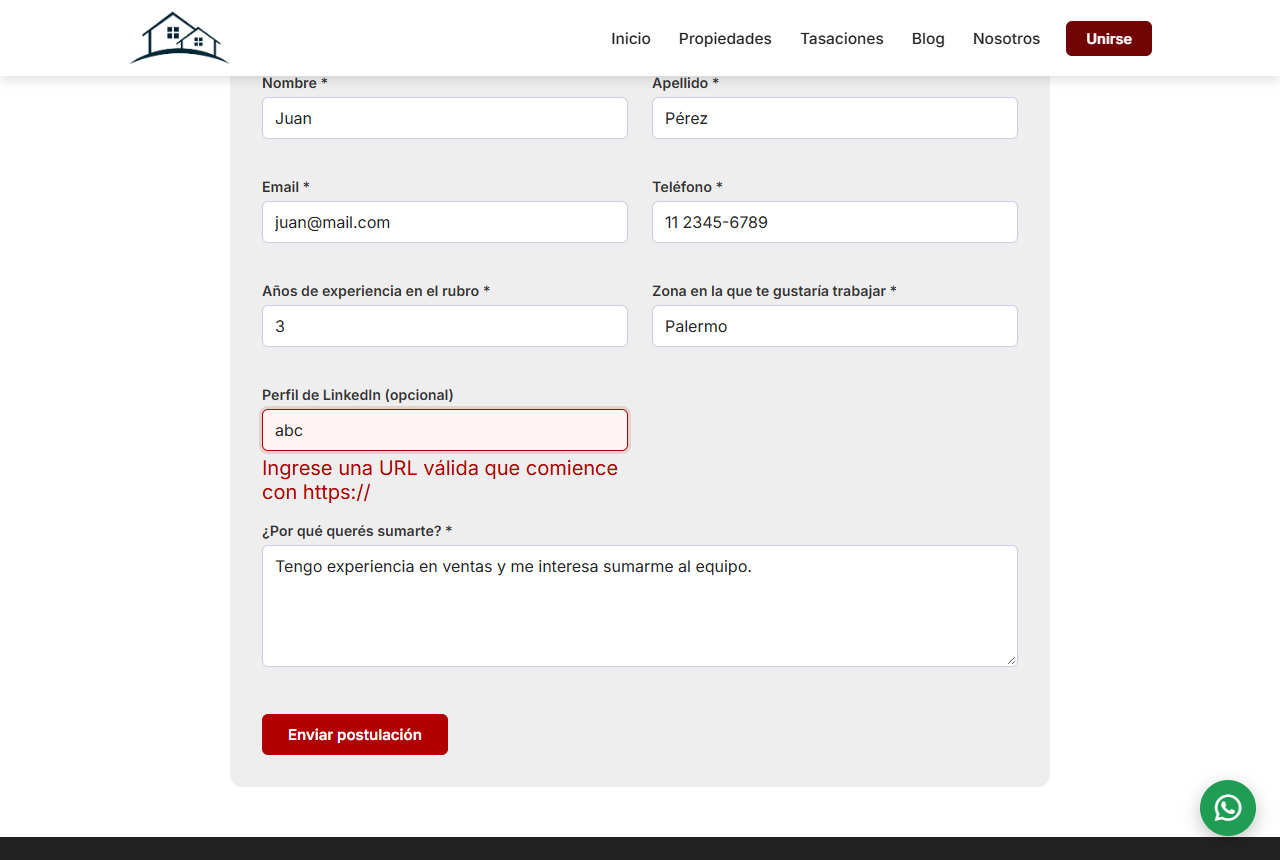 Inicio Propiedades Tasaciones Blog Nosotros Unirse
Nombre * Apellido *
Juan Pérez
Email * Teléfono *
juan@mail.com 11 2345-6789
Años de experiencia en el rubro * Zona en la que te gustaría trabajar *
3 Palermo
Perfil de LinkedIn (opcional)
abc
Ingrese una URL válida que comience
con https://
¿Por qué querés sumarte? *
Tengo experiencia en ventas y me interesa sumarme al equipo.
Enviar postulación